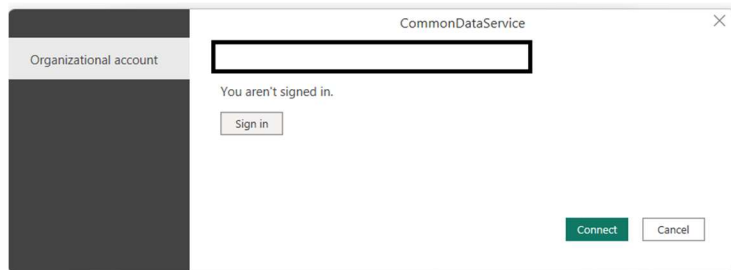 CommonDataService
Organizational account
You aren't signed in.
Sign in
Connect
Cancel